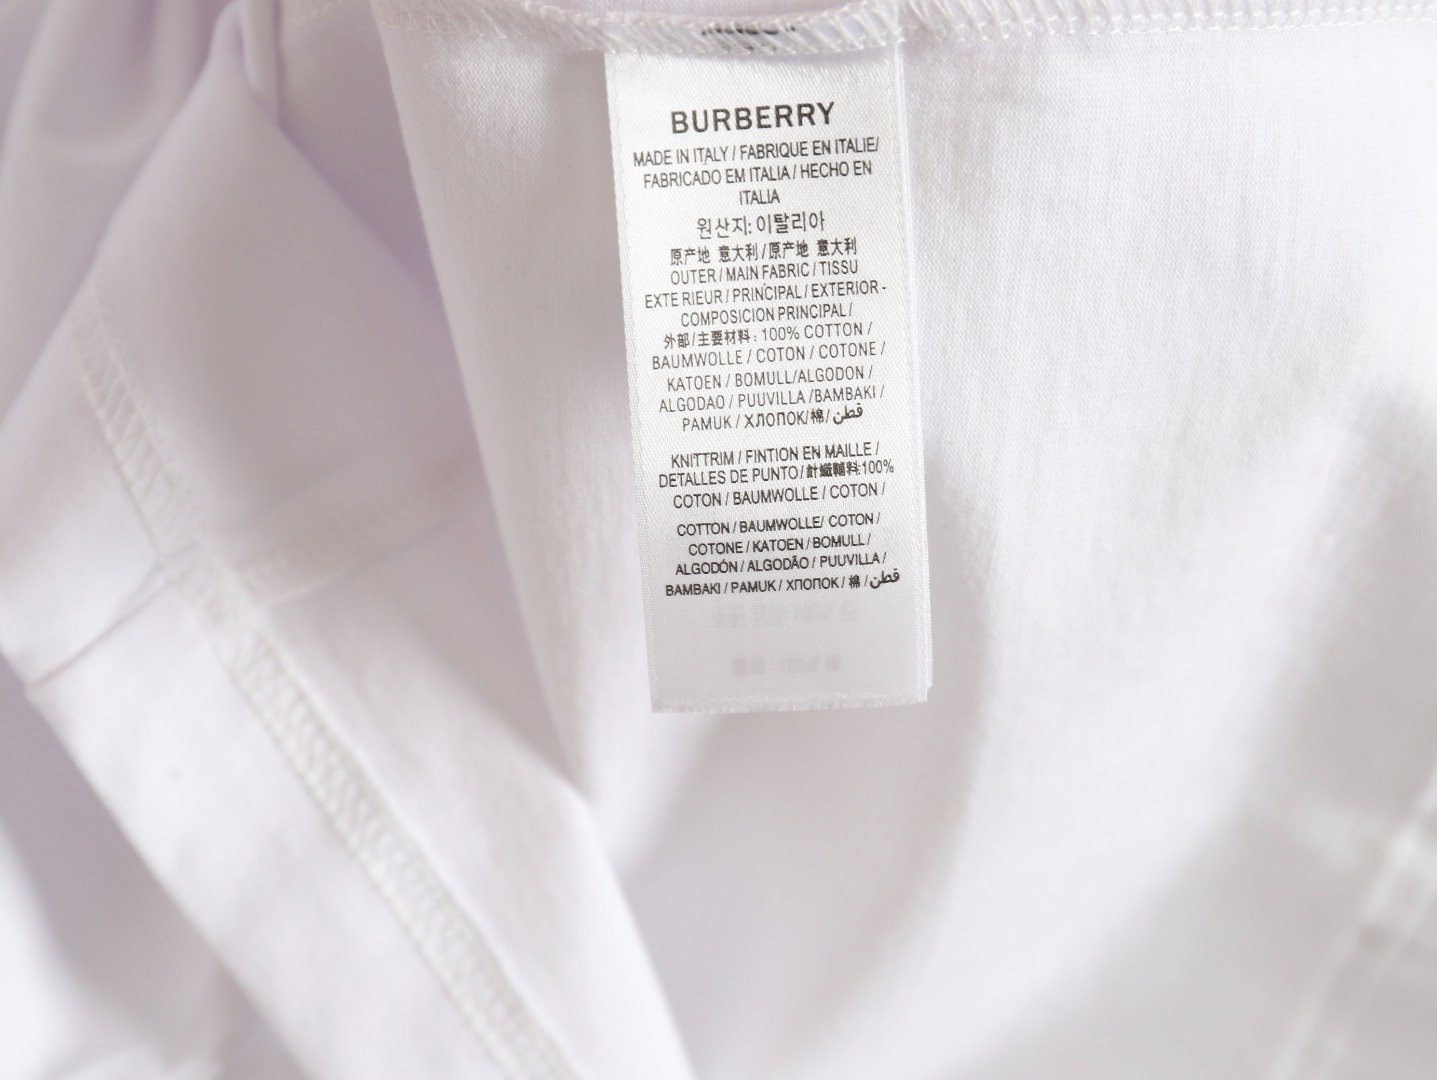 BURBERRY
MADE IN ITALY / FABRIQUE EN ITALIE/
FABRICADO EM ITALIA / HECHO EN
ITALIA
원산지: 이탈리아
原产地 意大利 / 原产地 意大利
OUTER / MAIN FABRIC / TISSU
EXTE RIEUR / PRINCIPAL / EXTERIOR -
COMPOSICION PRINCIPAL /
外部 / 主要材料 : 100% COTTON /
BAUMWOLLE / COTON / COTONE /
KATOEN / BOMULL/ALGODON /
ALGODAO / PUUVILLA /BAMBAKI /
PAMUK / ХЛОПОК/棉/ قطن
KNITTRIM / FINTION EN MAILLE /
DETALLES DE PUNTO/針織輔料:100%
COTON / BAUMWOLLE / COTON /
COTTON / BAUMWOLLE/ COTON /
COTONE / KATOEN / BOMULL /
ALGODÓN / ALGODÃO / PUUVILLA /
BAMBAKI / PAMUK / ХЛОПОК / 棉 / قطن